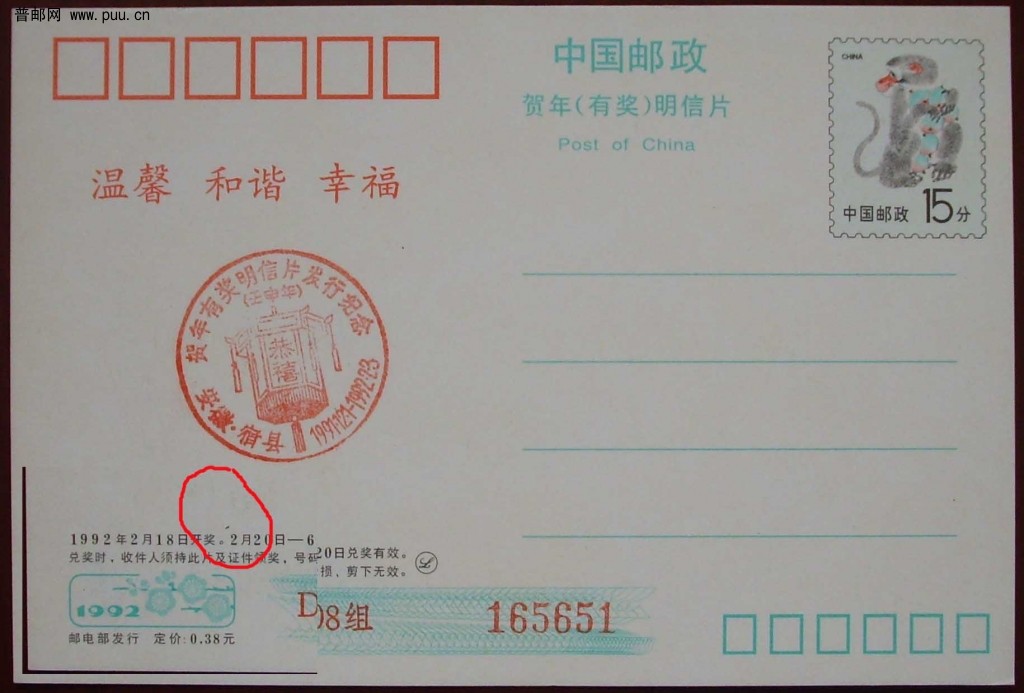 普邮网 www.puu.cn
中国邮政
贺年(有奖)明信片
Post of China
CHINA
中国邮政 15分
温馨 和谐 幸福
贺年有奖明信片发行纪念
(壬申年)
恭禧
安徽·宿县
1991.12.1-1992.2.3
1992年2月18日开奖。2月20日—6
20日兑奖有效。
兑奖时，收件人须持此片及证件领奖，号码
损、剪下无效。
1992
D 08组 165651
邮电部发行 定价:0.38元